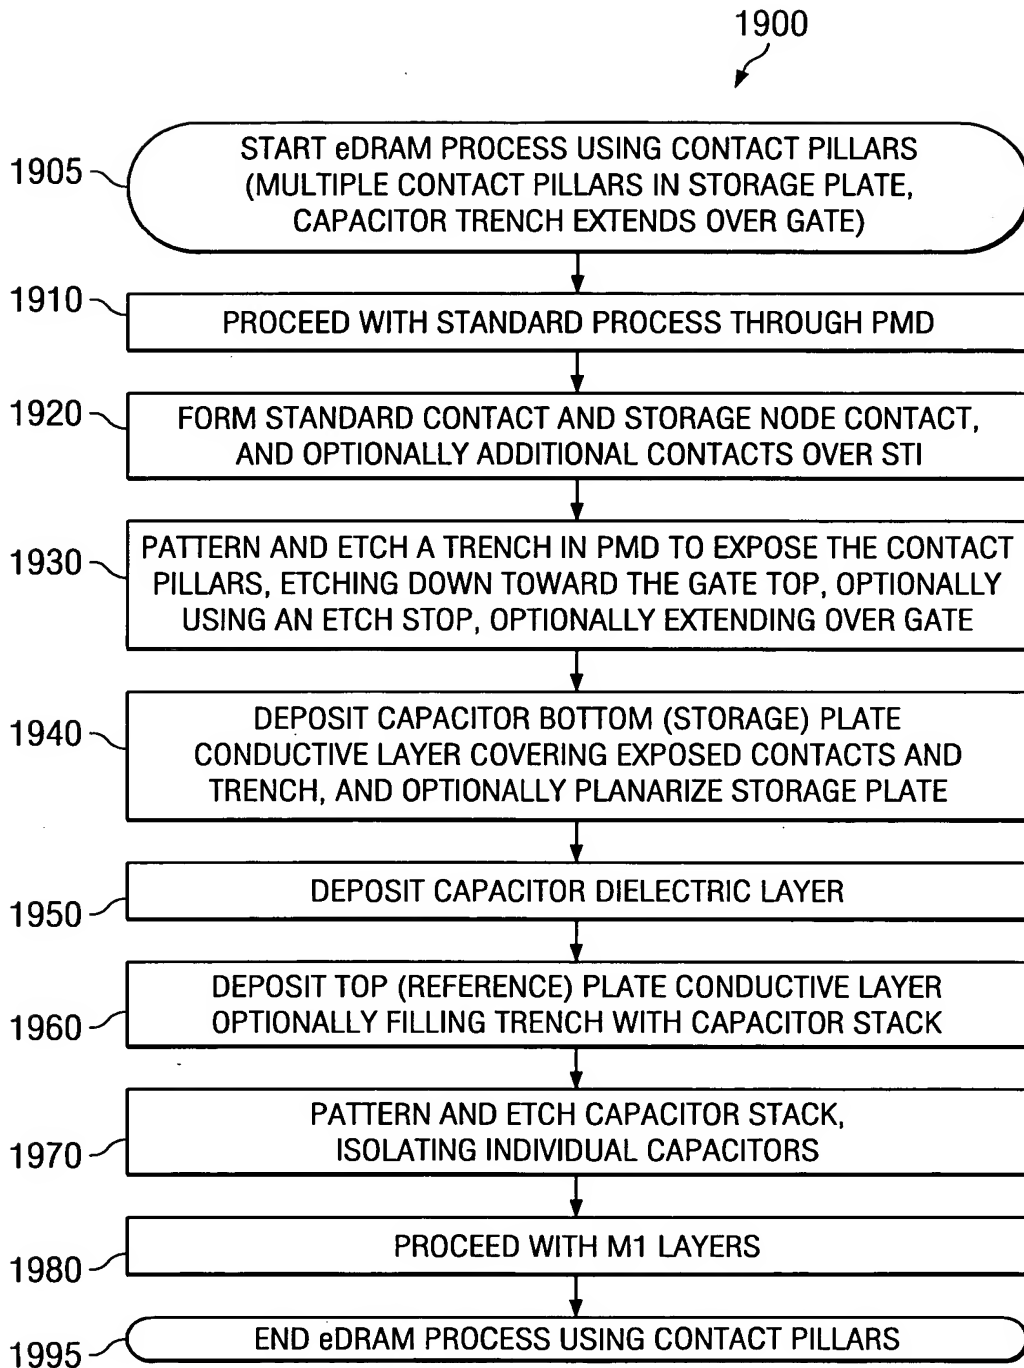 1900
1905
START eDRAM PROCESS USING CONTACT PILLARS
(MULTIPLE CONTACT PILLARS IN STORAGE PLATE,
CAPACITOR TRENCH EXTENDS OVER GATE)
1910
PROCEED WITH STANDARD PROCESS THROUGH PMD
1920
FORM STANDARD CONTACT AND STORAGE NODE CONTACT,
AND OPTIONALLY ADDITIONAL CONTACTS OVER STI
1930
PATTERN AND ETCH A TRENCH IN PMD TO EXPOSE THE CONTACT
PILLARS, ETCHING DOWN TOWARD THE GATE TOP, OPTIONALLY
USING AN ETCH STOP, OPTIONALLY EXTENDING OVER GATE
1940
DEPOSIT CAPACITOR BOTTOM (STORAGE) PLATE
CONDUCTIVE LAYER COVERING EXPOSED CONTACTS AND
TRENCH, AND OPTIONALLY PLANARIZE STORAGE PLATE
1950
DEPOSIT CAPACITOR DIELECTRIC LAYER
1960
DEPOSIT TOP (REFERENCE) PLATE CONDUCTIVE LAYER
OPTIONALLY FILLING TRENCH WITH CAPACITOR STACK
1970
PATTERN AND ETCH CAPACITOR STACK,
ISOLATING INDIVIDUAL CAPACITORS
1980
PROCEED WITH M1 LAYERS
1995
END eDRAM PROCESS USING CONTACT PILLARS